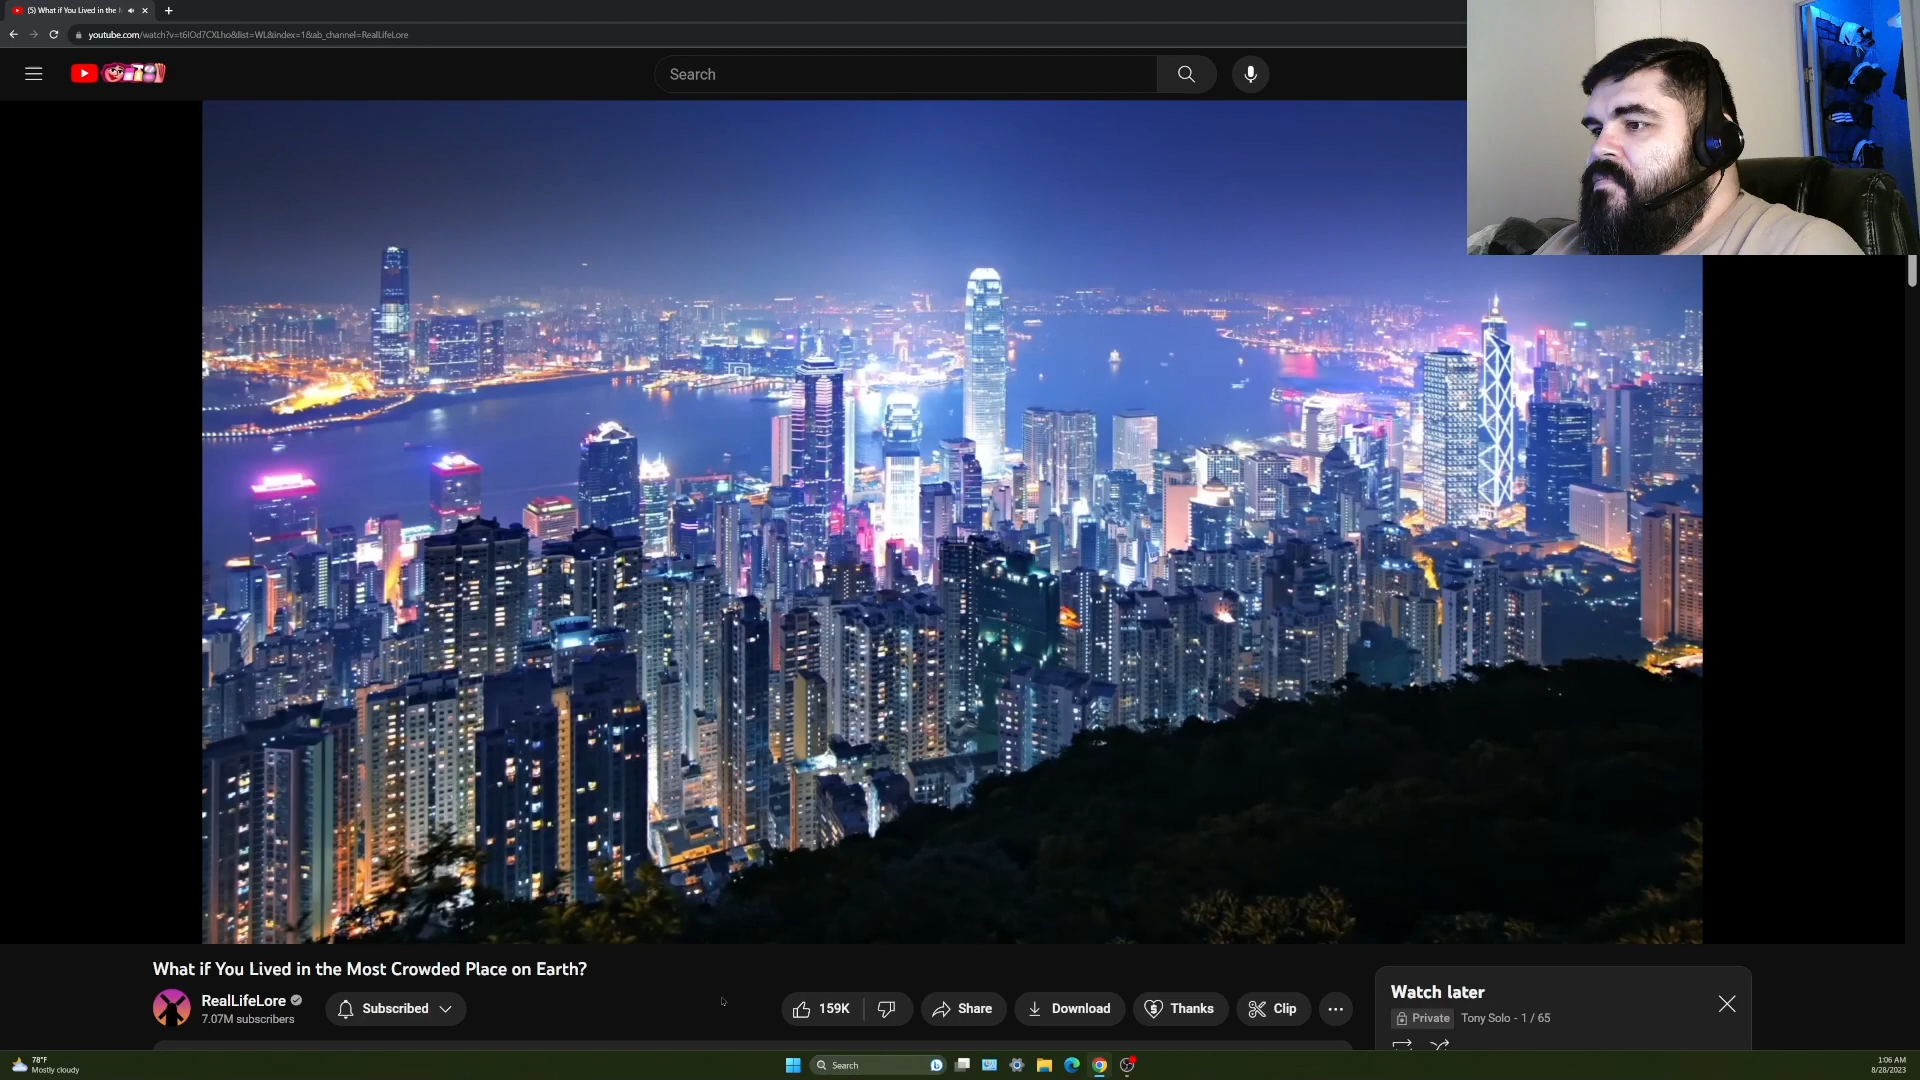 (5) What if You Lived in the
youtube.com/watch?v=t6IOd7CXLho&list=WL&index=1&ab_channel=RealLifeLore
Search
What if You Lived in the Most Crowded Place on Earth?
RealLifeLore
7.07M subscribers
Subscribed
159K
Share
Download
Thanks
Clip
Watch later
Private
Tony Solo - 1 / 65
78°F
Mostly cloudy
Search
1:06 AM
8/28/2023